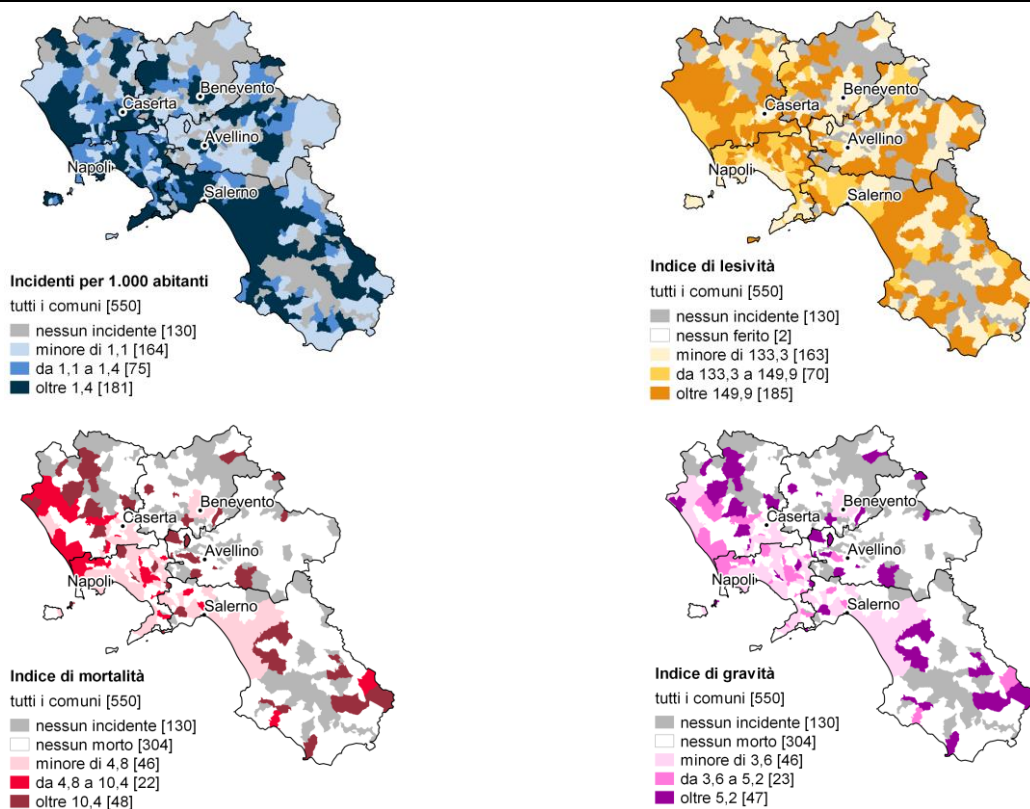 Benevento
Caserta
Avellino
Napoli
Salerno
Incidenti per 1.000 abitanti
tutti i comuni [550]
nessun incidente [130]
minore di 1,1 [164]
da 1,1 a 1,4 [75]
oltre 1,4 [181]
Benevento
Caserta
Avellino
Napoli
Salerno
Indice di lesività
tutti i comuni [550]
nessun incidente [130]
nessun ferito [2]
minore di 133,3 [163]
da 133,3 a 149,9 [70]
oltre 149,9 [185]
Benevento
Caserta
Avellino
Napoli
Salerno
Indice di mortalità
tutti i comuni [550]
nessun incidente [130]
nessun morto [304]
minore di 4,8 [46]
da 4,8 a 10,4 [22]
oltre 10,4 [48]
Benevento
Caserta
Avellino
Napoli
Salerno
Indice di gravità
tutti i comuni [550]
nessun incidente [130]
nessun morto [304]
minore di 3,6 [46]
da 3,6 a 5,2 [23]
oltre 5,2 [47]